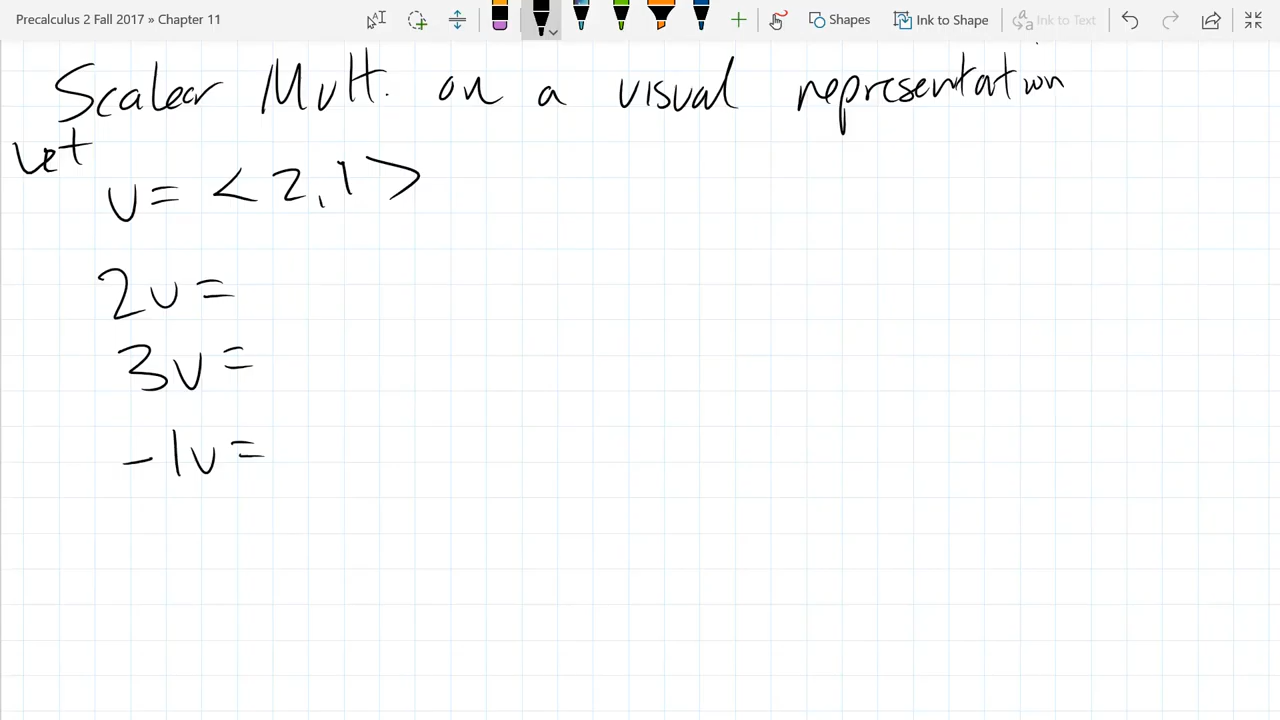 Precalculus 2 Fall 2017 » Chapter 11
Shapes
Ink to Shape
Ink to Text
Scalear Mult. on a visual representation
let
v = < 2, 1 >
2v =
3v =
-1v =